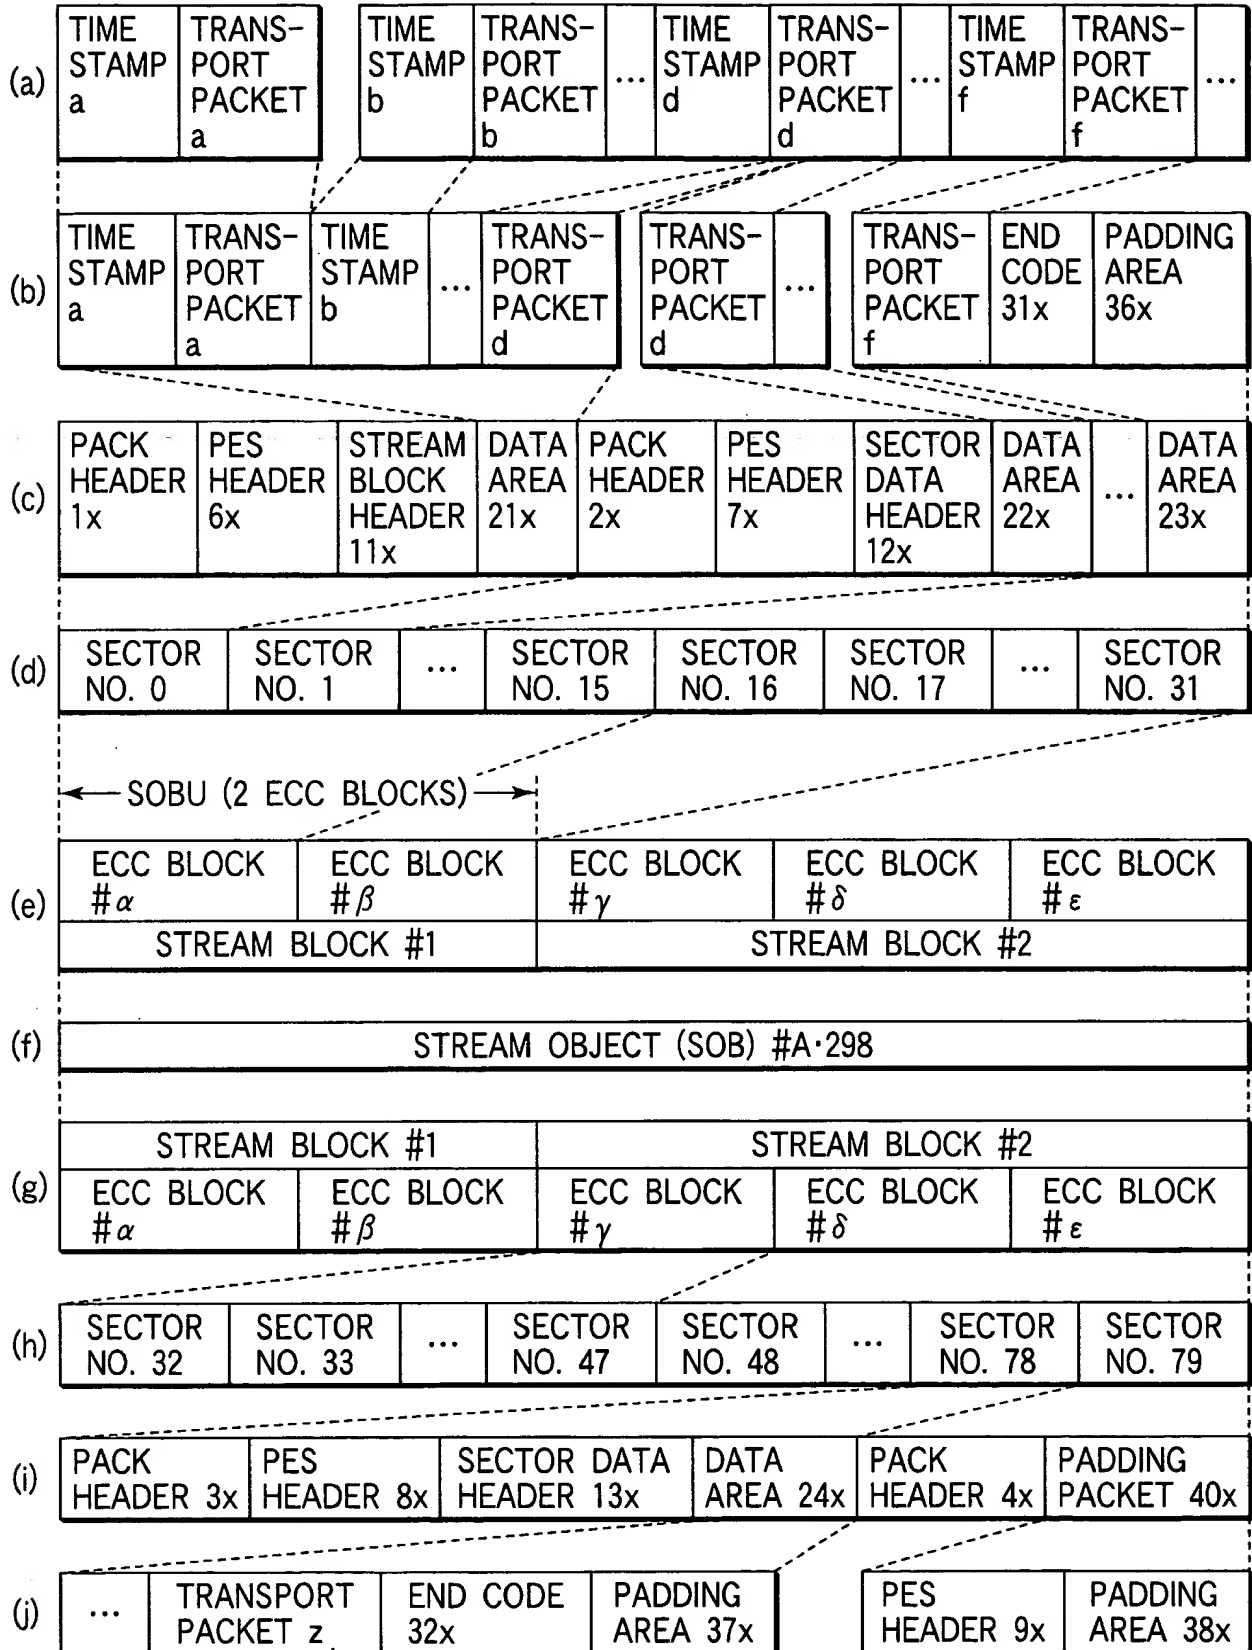 (a)
TIME STAMP a
TRANS-PORT PACKET a
TIME STAMP b
TRANS-PORT PACKET b
...
TIME STAMP d
TRANS-PORT PACKET d
...
TIME STAMP f
TRANS-PORT PACKET f
...
(b)
TIME STAMP a
TRANS-PORT PACKET a
TIME STAMP b
...
TRANS-PORT PACKET d
TRANS-PORT PACKET d
...
TRANS-PORT PACKET f
END CODE 31x
PADDING AREA 36x
(c)
PACK HEADER 1x
PES HEADER 6x
STREAM BLOCK HEADER 11x
DATA AREA 21x
PACK HEADER 2x
PES HEADER 7x
SECTOR DATA HEADER 12x
DATA AREA 22x
...
DATA AREA 23x
(d)
SECTOR NO. 0
SECTOR NO. 1
...
SECTOR NO. 15
SECTOR NO. 16
SECTOR NO. 17
...
SECTOR NO. 31
SOBU (2 ECC BLOCKS)
(e)
ECC BLOCK #α
ECC BLOCK #β
ECC BLOCK #γ
ECC BLOCK #δ
ECC BLOCK #ε
STREAM BLOCK #1
STREAM BLOCK #2
(f)
STREAM OBJECT (SOB) #A·298
(g)
STREAM BLOCK #1
STREAM BLOCK #2
ECC BLOCK #α
ECC BLOCK #β
ECC BLOCK #γ
ECC BLOCK #δ
ECC BLOCK #ε
(h)
SECTOR NO. 32
SECTOR NO. 33
...
SECTOR NO. 47
SECTOR NO. 48
...
SECTOR NO. 78
SECTOR NO. 79
(i)
PACK HEADER 3x
PES HEADER 8x
SECTOR DATA HEADER 13x
DATA AREA 24x
PACK HEADER 4x
PADDING PACKET 40x
(j)
...
TRANSPORT PACKET z
END CODE 32x
PADDING AREA 37x
PES HEADER 9x
PADDING AREA 38x